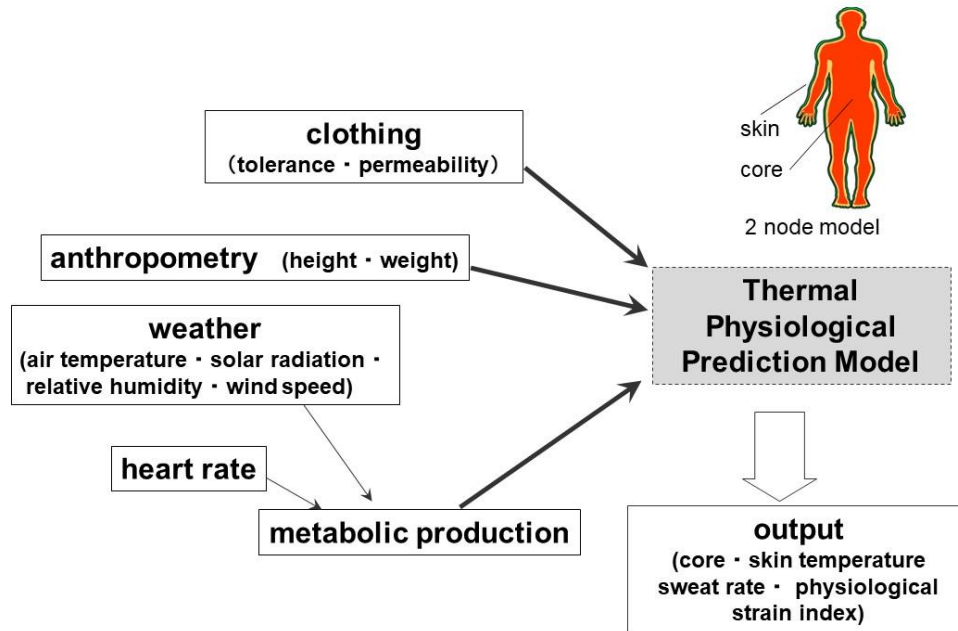 clothing
（tolerance・permeability）
anthropometry (height・weight)
weather
(air temperature・solar radiation・
relative humidity・wind speed)
heart rate
metabolic production
skin
core
2 node model
Thermal
Physiological
Prediction Model
output
(core・skin temperature
sweat rate・ physiological
strain index)